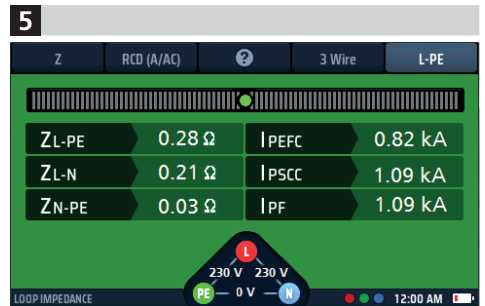 5
Z RCD (A/AC) ? 3 Wire L-PE
ZL-PE 0.28 Ω IPEFC 0.82 kA
ZL-N 0.21 Ω IPSCC 1.09 kA
ZN-PE 0.03 Ω IPF 1.09 kA
L
230 V 230 V
PE 0 V N
LOOP IMPEDANCE 12:00 AM